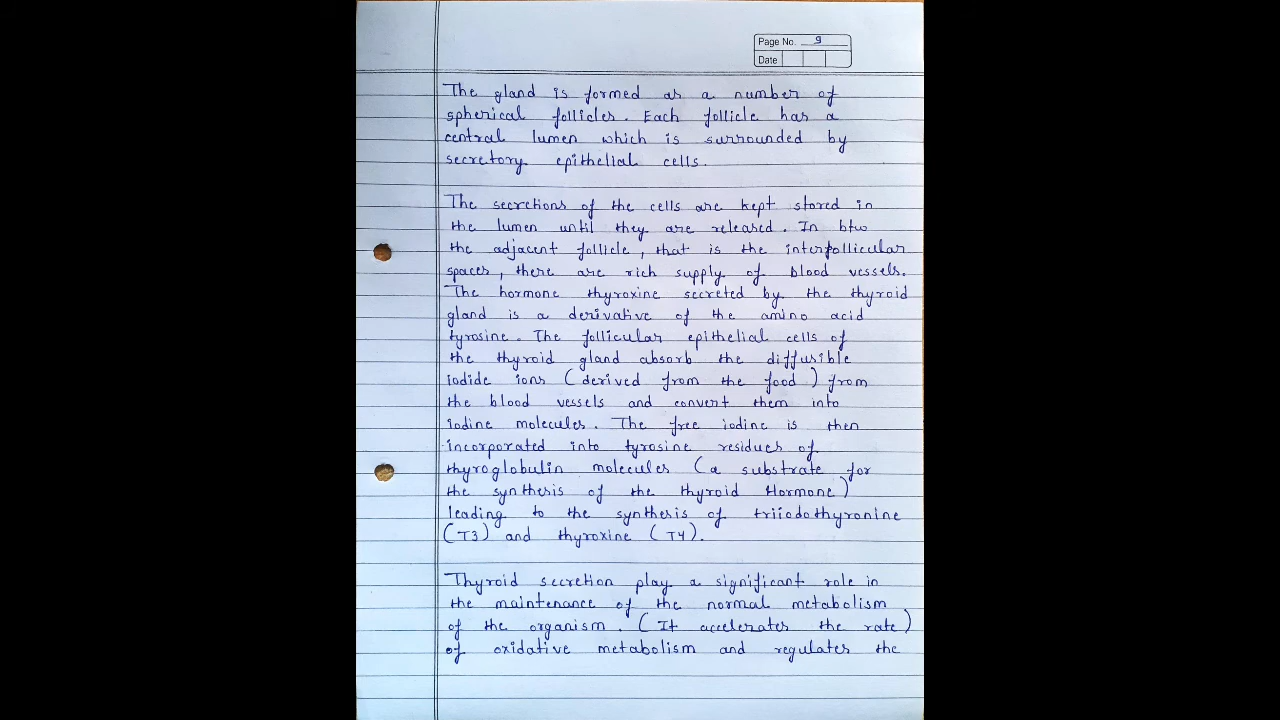 Page No. 9
Date
The gland is formed as a number of
spherical follicles. Each follicle has a
central lumen which is surrounded by
secretory epithelial cells.
The secretions of the cells are kept stored in
the lumen until they are released. In btw
the adjacent follicle, that is the interfollicular
spaces, there are rich supply of blood vessels.
The hormone thyroxine secreted by the thyroid
gland is a derivative of the amino acid
tyrosine. The follicular epithelial cells of
the thyroid gland absorb the diffusible
iodide ions (derived from the food) from
the blood vessels and convert them into
iodine molecules. The free iodine is then
incorporated into tyrosine residues of
thyroglobulin molecules (a substrate for
the synthesis of the thyroid Hormone)
leading to the synthesis of triiodothyronine
(T3) and thyroxine (T4).
Thyroid secretion play a significant role in
the maintenance of the normal metabolism
of the organism. (It accelerates the rate)
of oxidative metabolism and regulates the